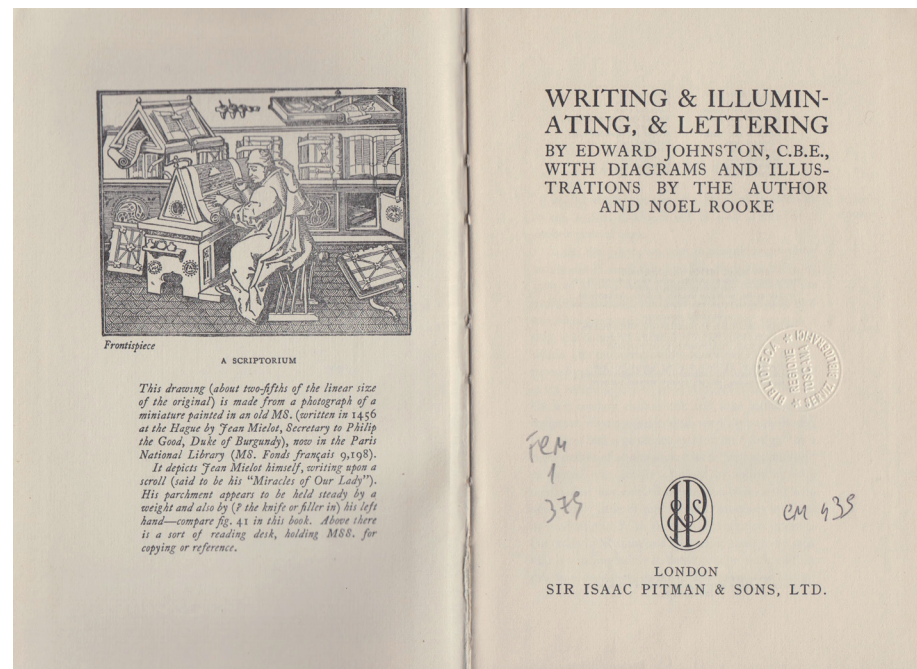 Frontispiece
A SCRIPTORIUM
This drawing (about two-fifths of the linear size
of the original) is made from a photograph of a
miniature painted in an old MS. (written in 1456
at the Hague by Jean Mielot, Secretary to Philip
the Good, Duke of Burgundy), now in the Paris
National Library (MS. Fonds français 9,198).
It depicts Jean Mielot himself, writing upon a
scroll (said to be his "Miracles of Our Lady").
His parchment appears to be held steady by a
weight and also by (? the knife or filler in) his left
hand—compare fig. 41 in this book. Above there
is a sort of reading desk, holding MSS. for
copying or reference.
WRITING & ILLUMIN-
ATING, & LETTERING
BY EDWARD JOHNSTON, C.B.E.,
WITH DIAGRAMS AND ILLUS-
TRATIONS BY THE AUTHOR
AND NOEL ROOKE
BIBLIOTECA
REGIONE
TOSCANA
FCM
1
375
LONDON
SIR ISAAC PITMAN & SONS, LTD.